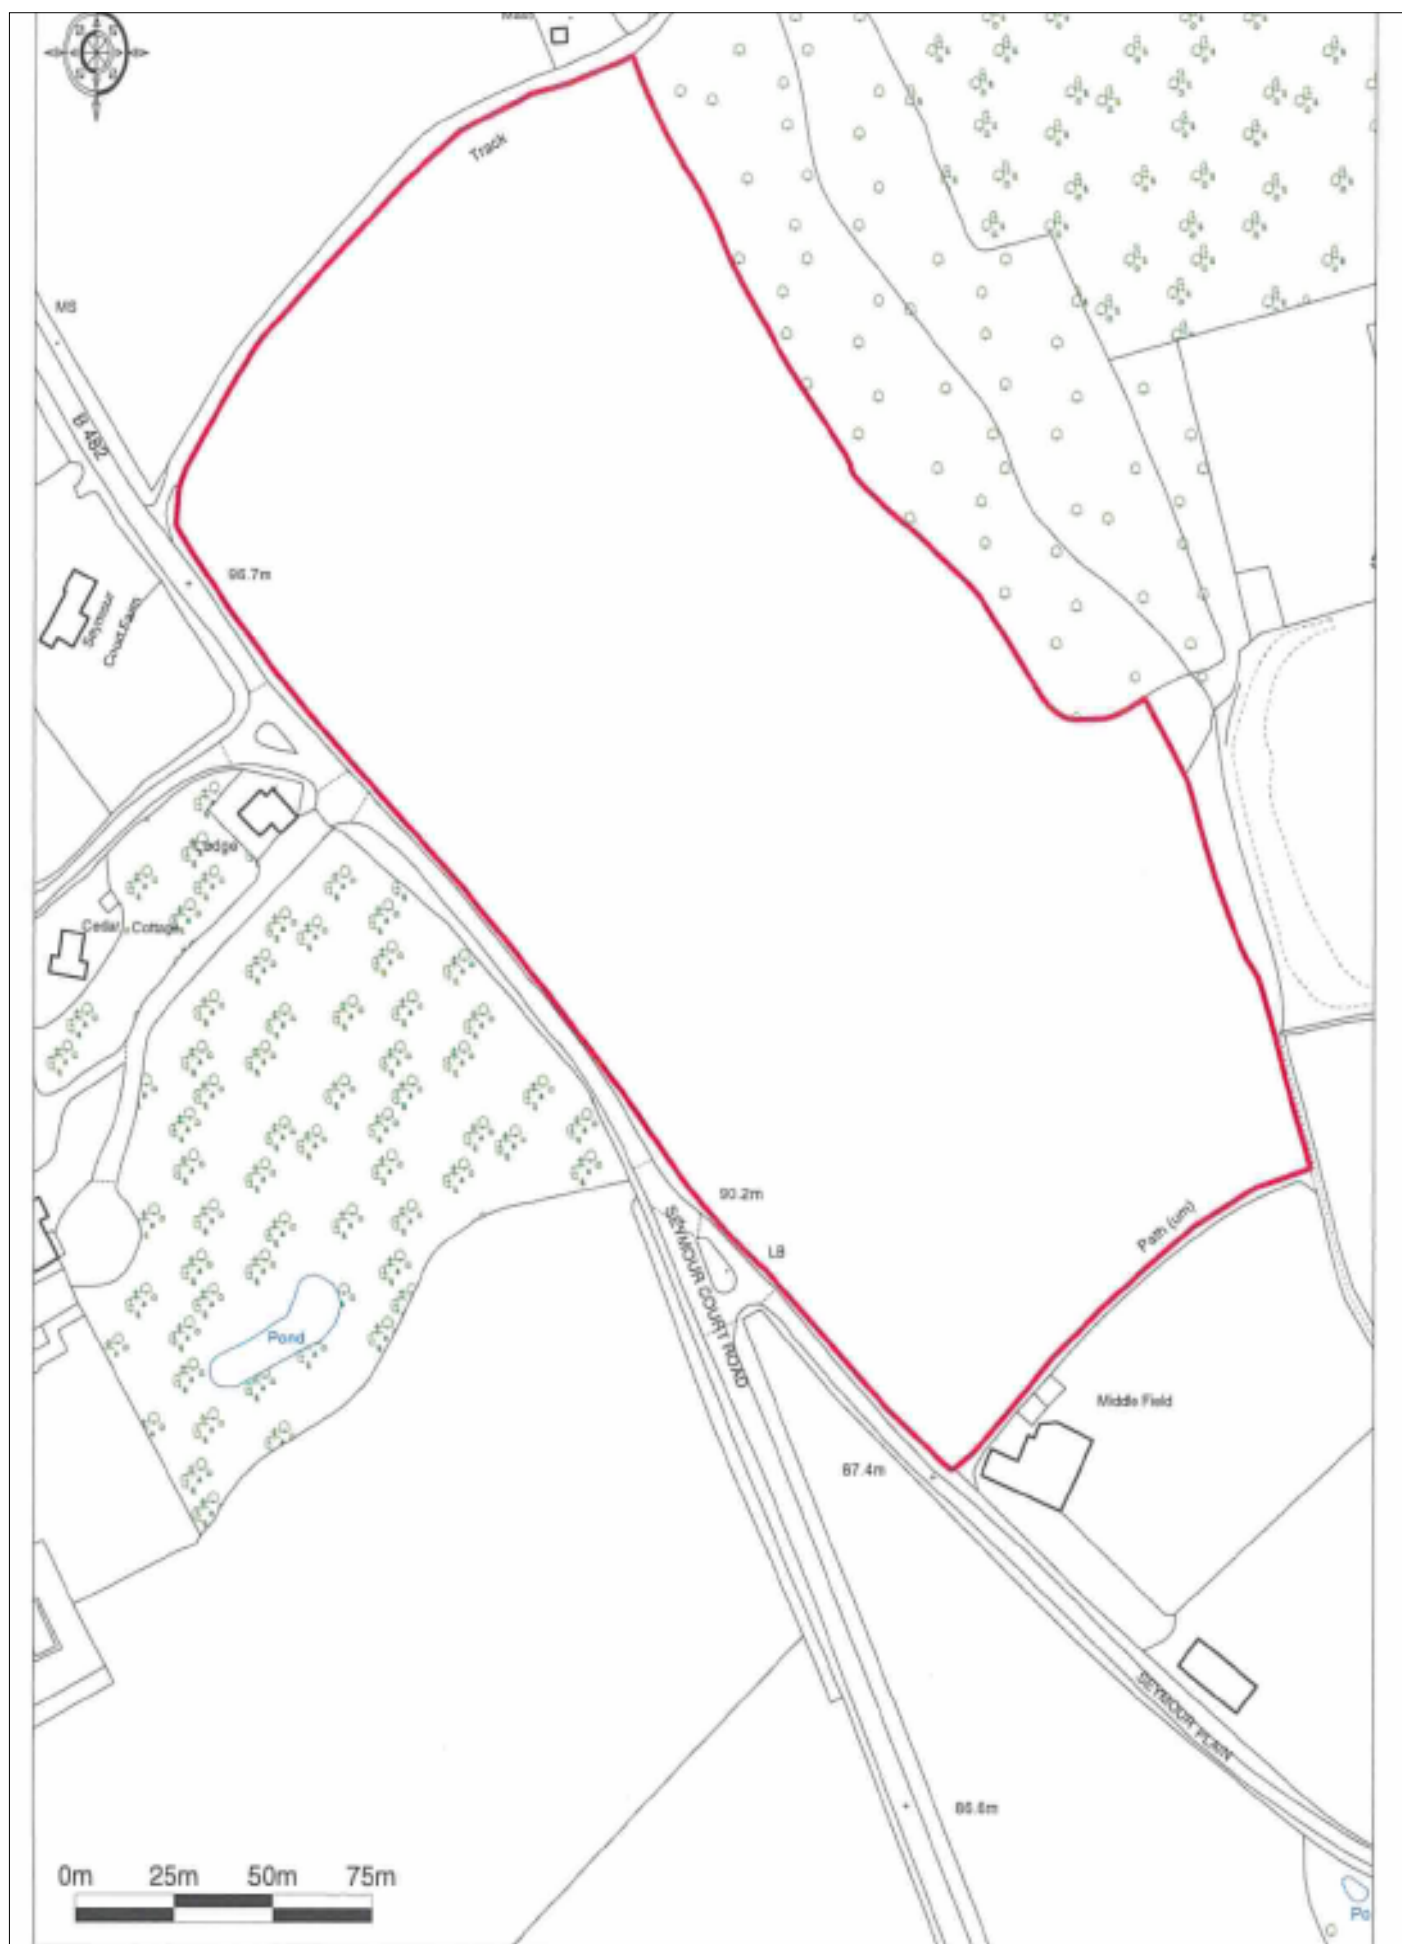 Track
MS
B 482
96.7m
Seymour
Court Farm
Lodge
Cedar Cottage
90.2m
LB
SEYMOUR COURT ROAD
Path (um)
Pond
Middle Field
87.4m
SEYMOUR PLAIN
86.6m
0m 25m 50m 75m
Po